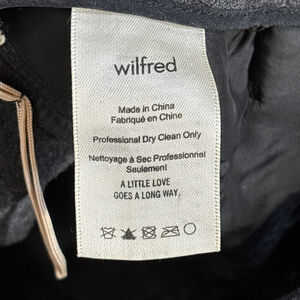 wilfred
Made in China
Fabriqué en Chine
Professional Dry Clean Only
Nettoyage à Sec Professionnel
Seulement
A LITTLE LOVE
GOES A LONG WAY.